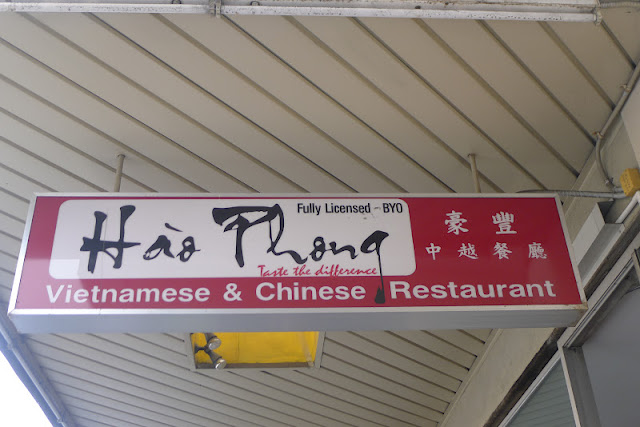 Fully Licensed - BYO
Hào Phong
Taste the difference
豪豐
中越餐廳
Vietnamese & Chinese Restaurant